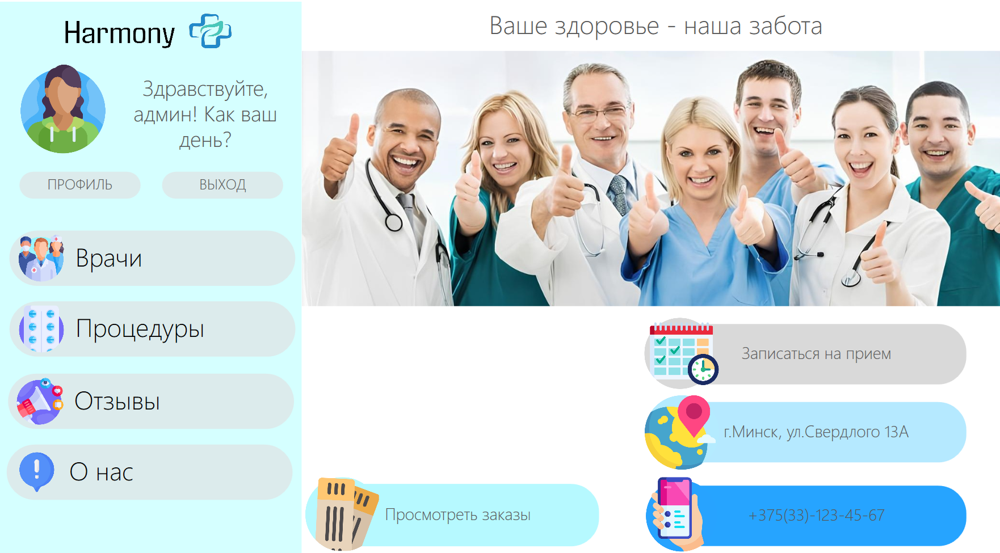 Harmony
Здравствуйте,
админ! Как ваш
день?
ПРОФИЛЬ
ВЫХОД
Врачи
Процедуры
Отзывы
О нас
Ваше здоровье - наша забота
Записаться на прием
г.Минск, ул.Свердлого 13А
Просмотреть заказы
+375(33)-123-45-67